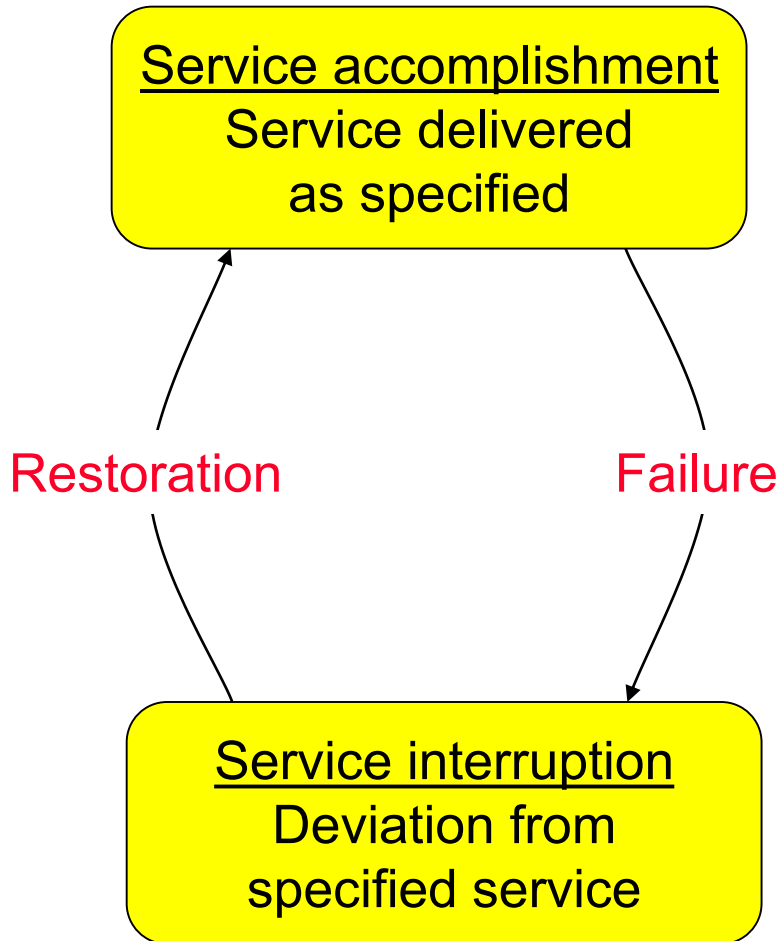 Service accomplishment
Service delivered
as specified
Restoration
Failure
Service interruption
Deviation from
specified service